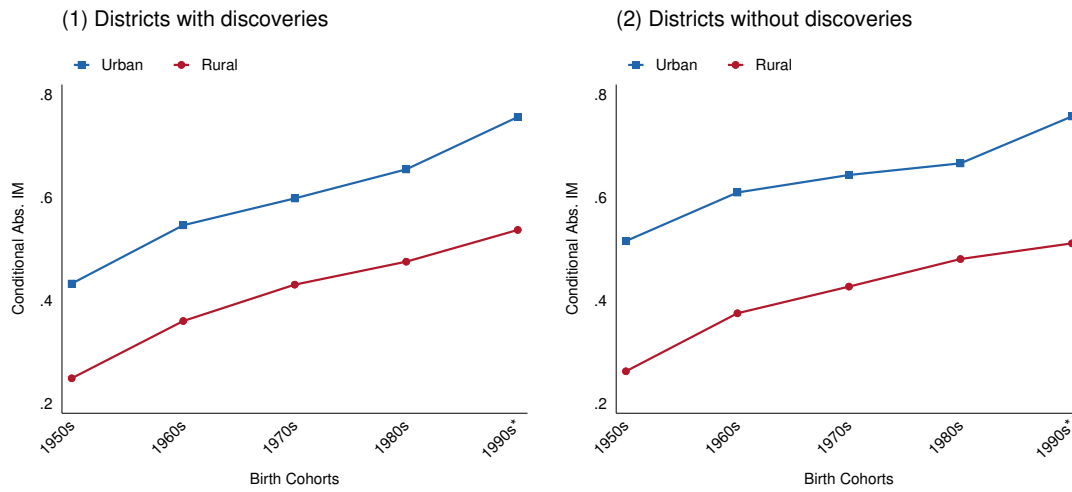 (1) Districts with discoveries
Urban
Rural
.8
.6
.4
.2
Conditional Abs. IM
1950s
1960s
1970s
1980s
1990s*
Birth Cohorts
(2) Districts without discoveries
Urban
Rural
.8
.6
.4
.2
Conditional Abs. IM
1950s
1960s
1970s
1980s
1990s*
Birth Cohorts